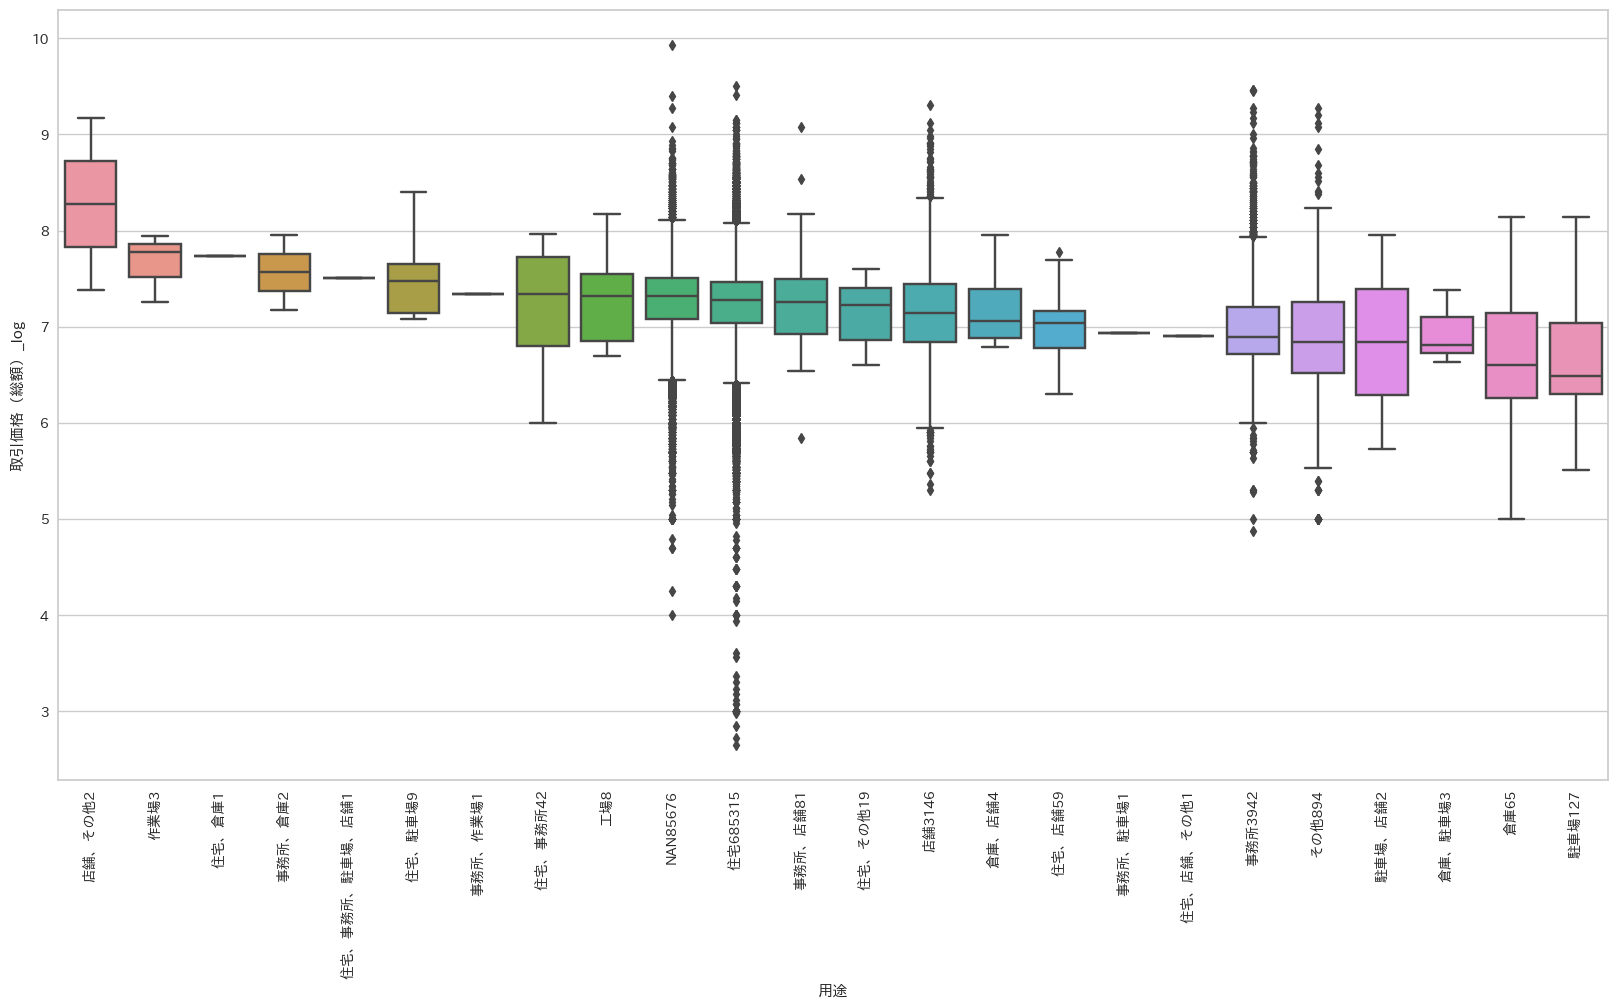 取引価格（総額）_log
10
9
8
7
6
5
4
3
店舗、その他2
作業場3
住宅、倉庫1
事務所、倉庫2
住宅、事務所、駐車場、店舗1
住宅、駐車場9
事務所、作業場1
住宅、事務所42
工場8
NAN85676
住宅685315
事務所、店舗81
住宅、その他19
店舗3146
倉庫、店舗4
住宅、店舗59
事務所、駐車場1
住宅、店舗、その他1
事務所3942
その他894
駐車場、店舗2
倉庫、駐車場3
倉庫65
駐車場127
用途